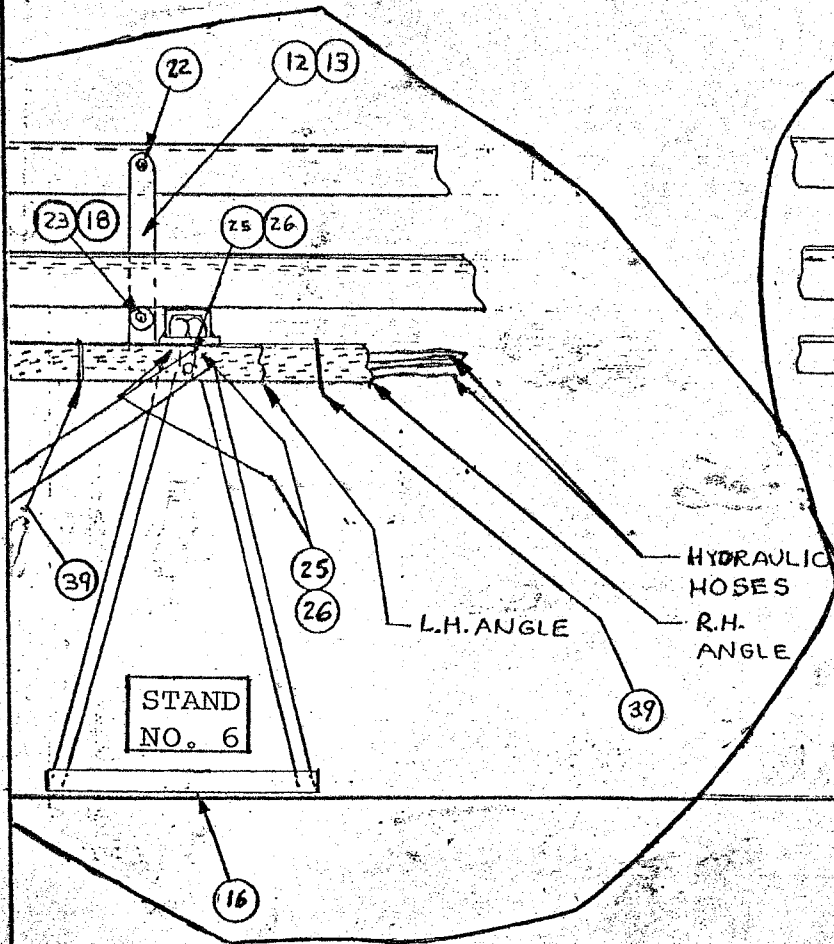 22
12 13
23 18
25 26
39
25
26
HYDRAULIC
HOSES
L.H. ANGLE
R.H.
ANGLE
39
STAND
NO. 6
16